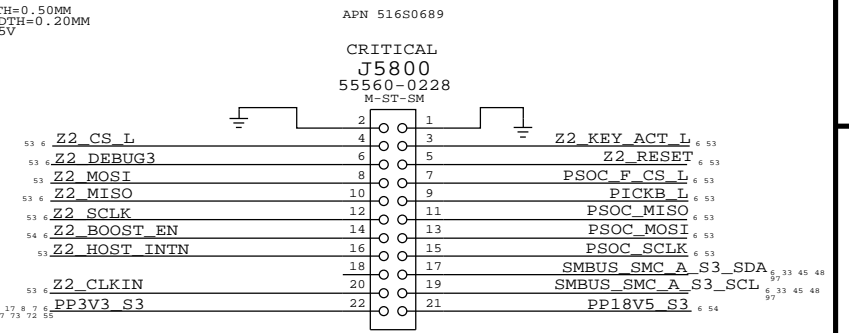 TH=0.50MM
DTH=0.20MM
5V
APN 516S0689
CRITICAL
J5800
55560-0228
M-ST-SM
2 1
53 6 Z2_CS_L 4 3 Z2_KEY_ACT_L 6 53
53 6 Z2_DEBUG3 6 5 Z2_RESET 6 53
53 Z2_MOSI 8 7 PSOC_F_CS_L 6 53
53 6 Z2_MISO 10 9 PICKB_L 6 53
53 6 Z2_SCLK 12 11 PSOC_MISO 6 53
54 6 Z2_BOOST_EN 14 13 PSOC_MOSI 6 53
53 Z2_HOST_INTN 16 15 PSOC_SCLK 6 53
18 17 SMBUS_SMC_A_S3_SDA 6 33 45 48
97
53 6 Z2_CLKIN 20 19 SMBUS_SMC_A_S3_SCL 6 33 45 48
97
17 8 7 6 PP3V3_S3 22 21 PP18V5_S3 6 54
7 73 72 55